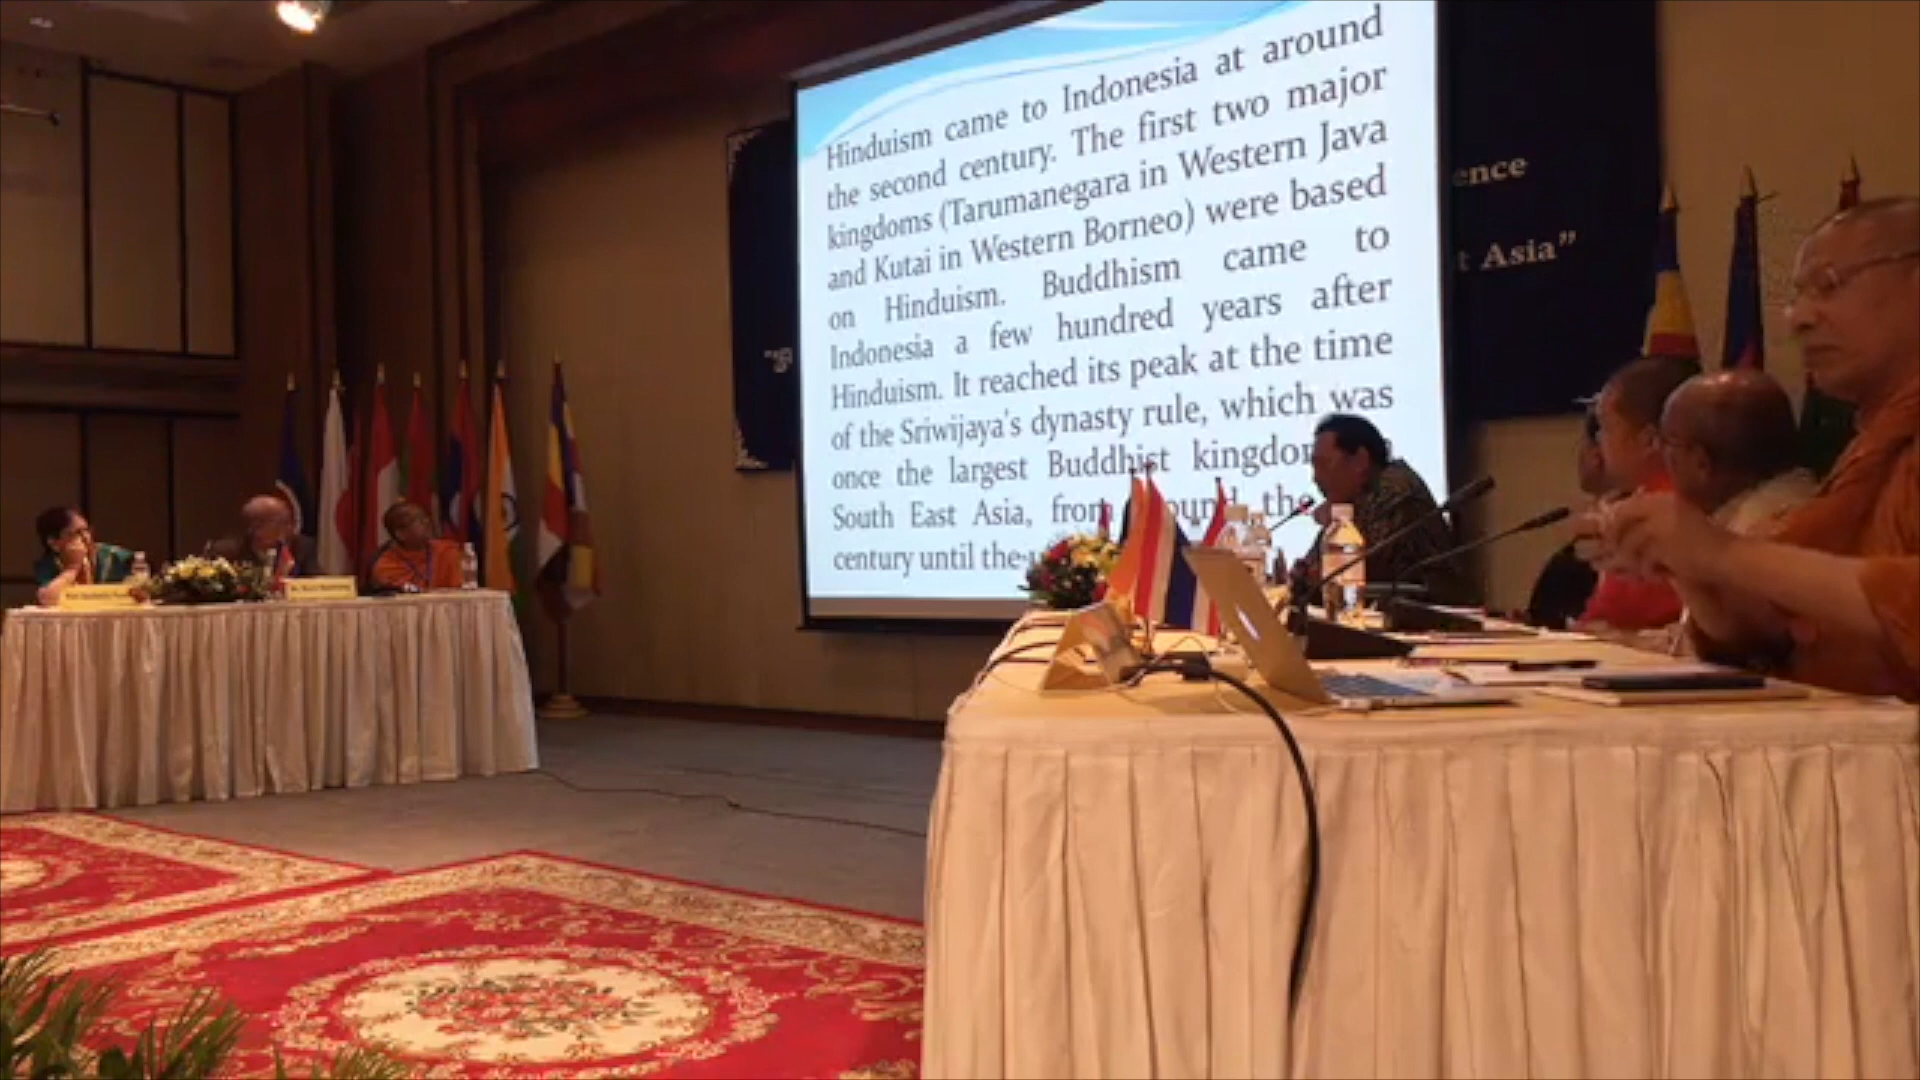 Hinduism came to Indonesia at around
the second century. The first two major
kingdoms (Tarumanegara in Western Java
and Kutai in Western Borneo) were based
on Hinduism. Buddhism came to
Indonesia a few hundred years after
Hinduism. It reached its peak at the time
of the Sriwijaya's dynasty rule, which was
once the largest Buddhist kingdom
South East Asia, from the
century until the
ence
t Asia”